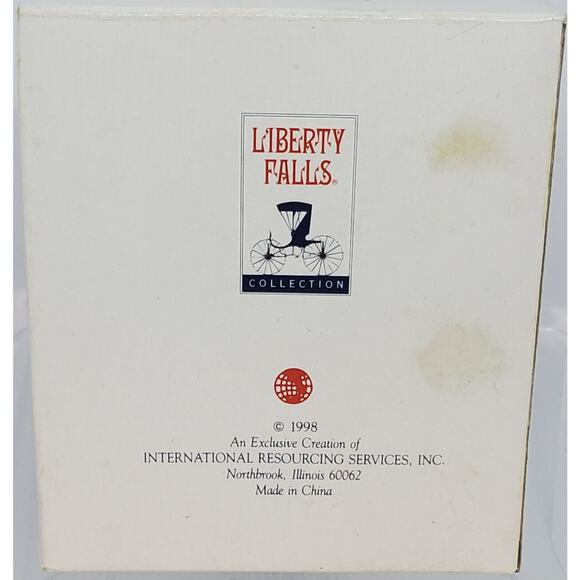 LIBERTY
FALLS®
COLLECTION
© 1998
An Exclusive Creation of
INTERNATIONAL RESOURCING SERVICES, INC.
Northbrook, Illinois 60062
Made in China